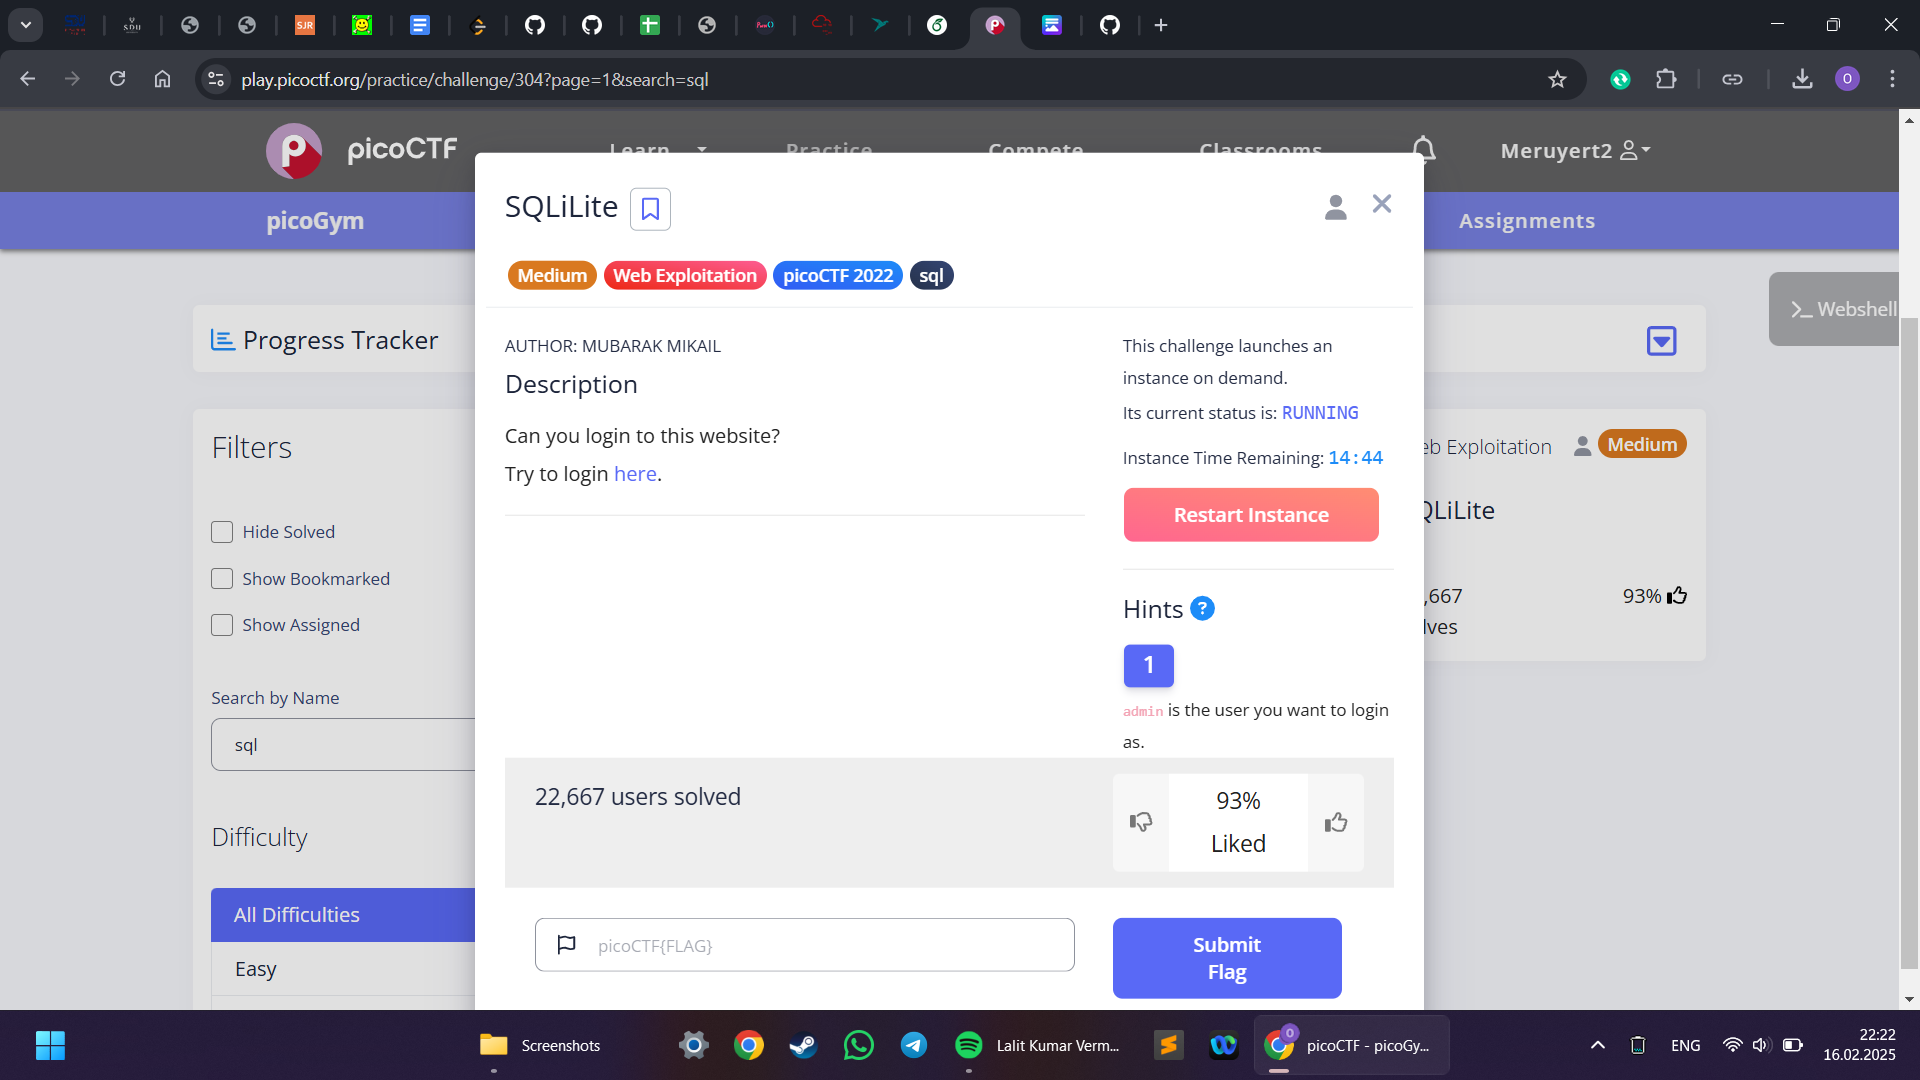 SJR
play.picoctf.org/practice/challenge/304?page=1&search=sql
O
picoCTF
Learn
Practice
Compete
Classrooms
Meruyert2
picoGym
Assignments
SQLiLite
Medium
Web Exploitation
picoCTF 2022
sql
>_ Webshell
Progress Tracker
AUTHOR: MUBARAK MIKAIL
Description
Can you login to this website?
Try to login here.
This challenge launches an
instance on demand.
Its current status is: RUNNING
Instance Time Remaining: 14:44
Restart Instance
Hints ?
1
admin is the user you want to login
as.
Filters
Hide Solved
Show Bookmarked
Show Assigned
Search by Name
sql
Difficulty
All Difficulties
Easy
eb Exploitation
Medium
QLiLite
,667
lves
93%
22,667 users solved
93%
Liked
picoCTF{FLAG}
Submit
Flag
Screenshots
Lalit Kumar Verm...
picoCTF - picoGy...
ENG
22:22
16.02.2025